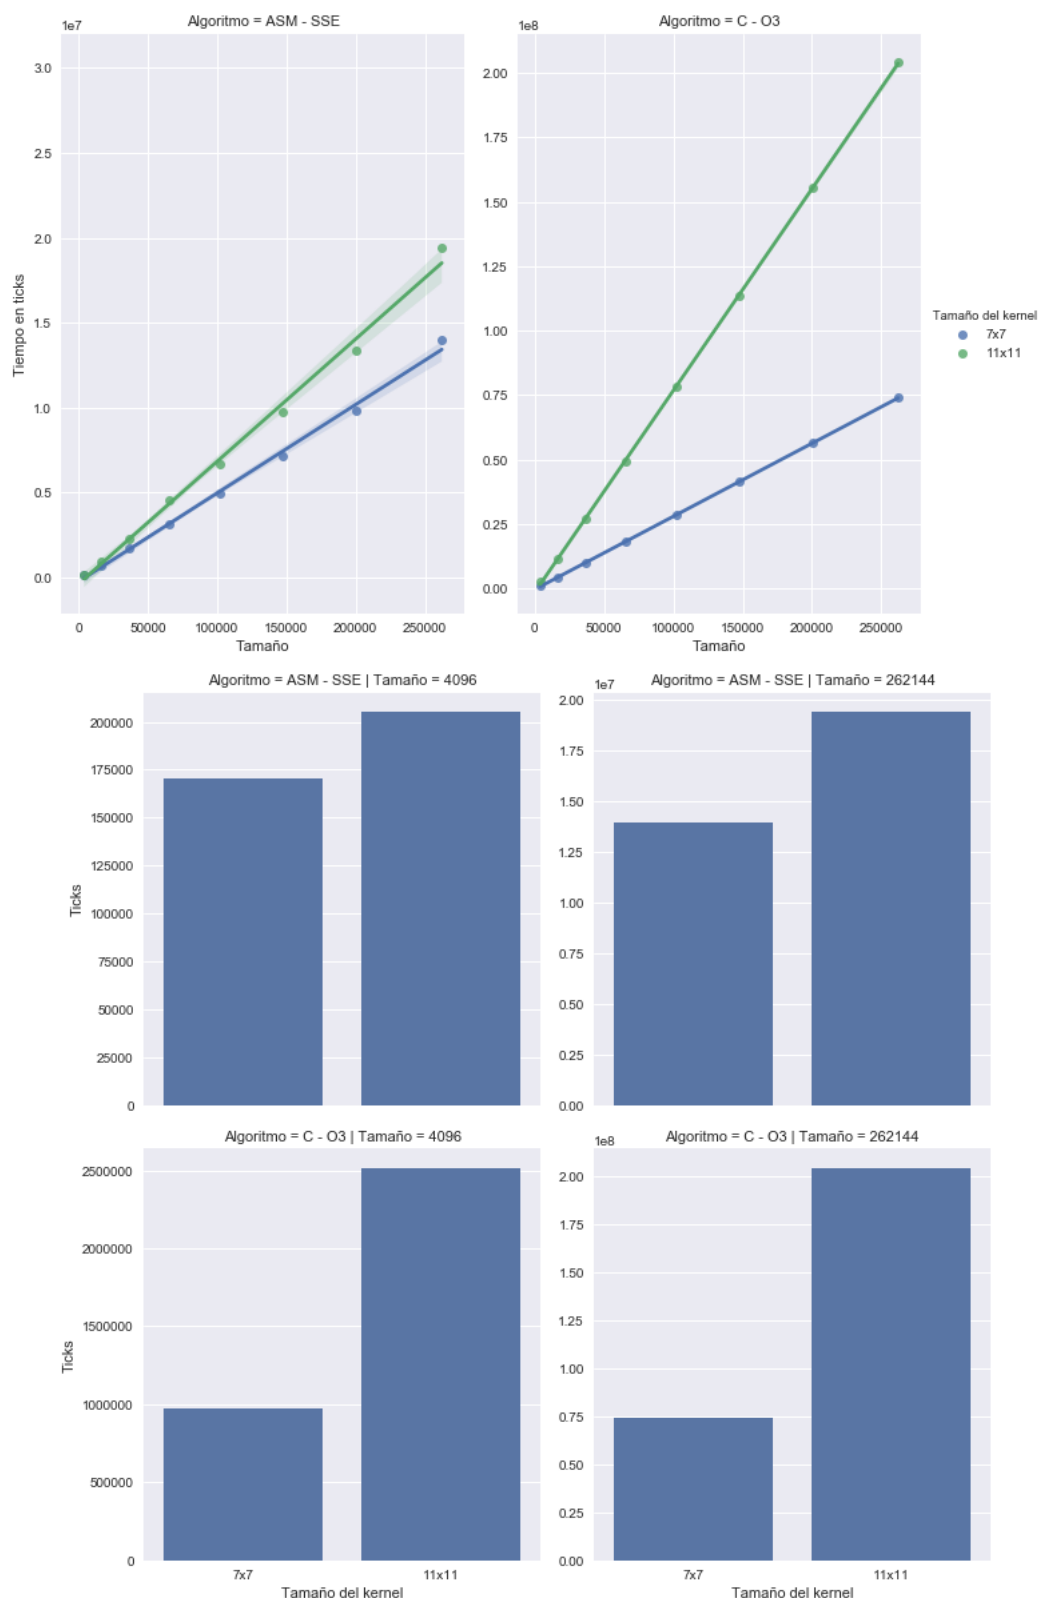 Algoritmo = ASM - SSE
1e7
3.0
2.5
2.0
1.5
1.0
0.5
0.0
Tiempo en ticks
0 50000 100000 150000 200000 250000
Tamaño
Algoritmo = C - O3
1e8
2.00
1.75
1.50
1.25
1.00
0.75
0.50
0.25
0.00
0 50000 100000 150000 200000 250000
Tamaño
Tamaño del kernel
7x7
11x11
Algoritmo = ASM - SSE | Tamaño = 4096
200000
175000
150000
125000
100000
75000
50000
25000
0
Ticks
Algoritmo = ASM - SSE | Tamaño = 262144
1e7
2.00
1.75
1.50
1.25
1.00
0.75
0.50
0.25
0.00
Algoritmo = C - O3 | Tamaño = 4096
2500000
2000000
1500000
1000000
500000
0
Ticks
7x7 11x11
Tamaño del kernel
Algoritmo = C - O3 | Tamaño = 262144
1e8
2.00
1.75
1.50
1.25
1.00
0.75
0.50
0.25
0.00
7x7 11x11
Tamaño del kernel